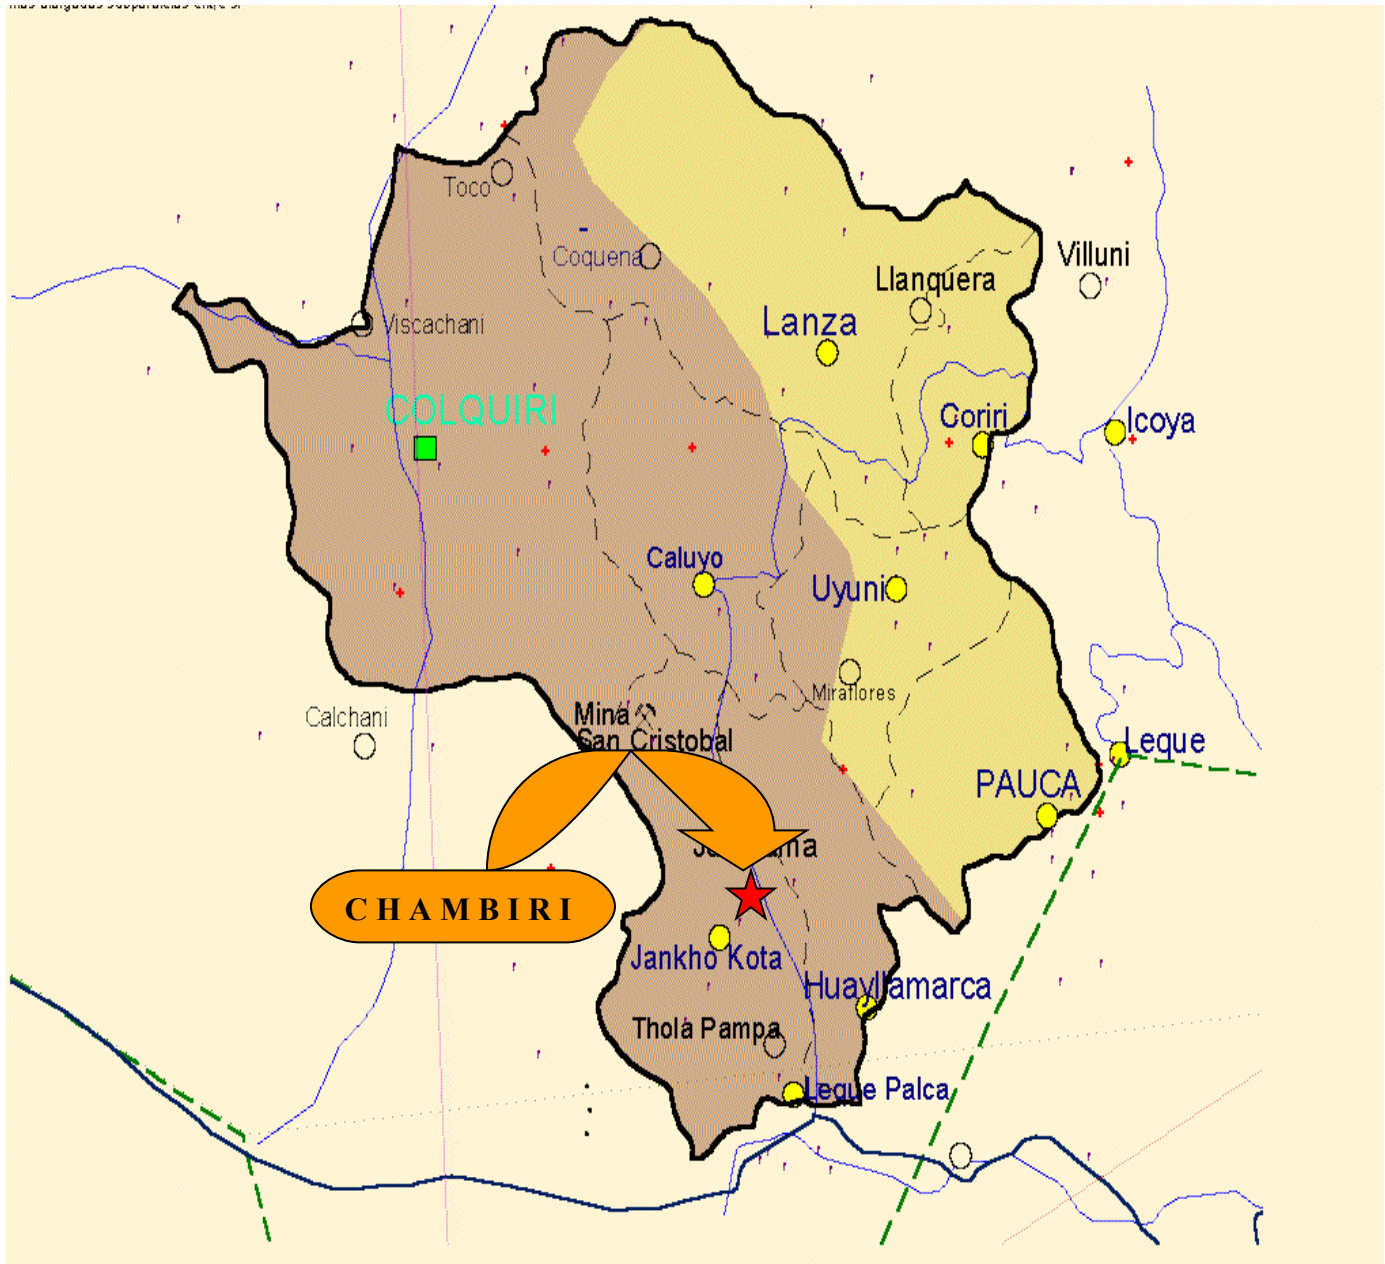 Toco
Coquena
Villuni
Llanquera
Viscachani
Lanza
COLQUIRI
Coriri
Icoya
Caluyo
Uyuni
Miraflores
Calchani
Mina
San Cristobal
Leque
PAUCA
CHAMBIRI
Jankho Kota
Huayllamarca
Thola Pampa
Leque Palca